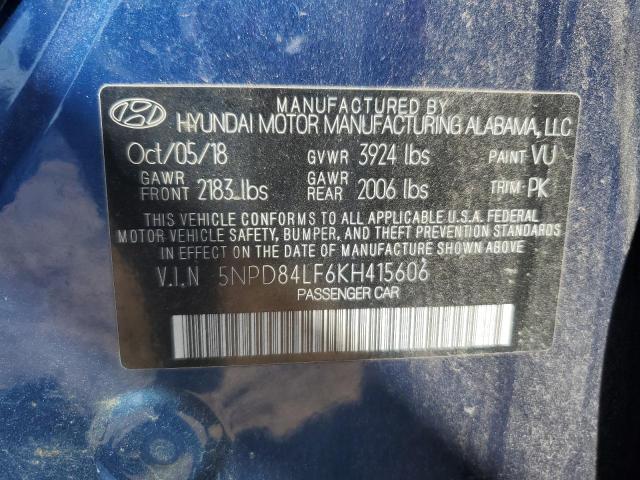 MANUFACTURED BY
HYUNDAI MOTOR MANUFACTURING ALABAMA, LLC
Oct/05/18 GVWR 3924 lbs PAINT VU
GAWR FRONT 2183 lbs GAWR REAR 2006 lbs TRIM PK
THIS VEHICLE CONFORMS TO ALL APPLICABLE U.S.A. FEDERAL
MOTOR VEHICLE SAFETY, BUMPER, AND THEFT PREVENTION STANDARDS
IN EFFECT ON THE DATE OF MANUFACTURE SHOWN ABOVE.
V.I.N 5NPD84LF6KH415606
PASSENGER CAR